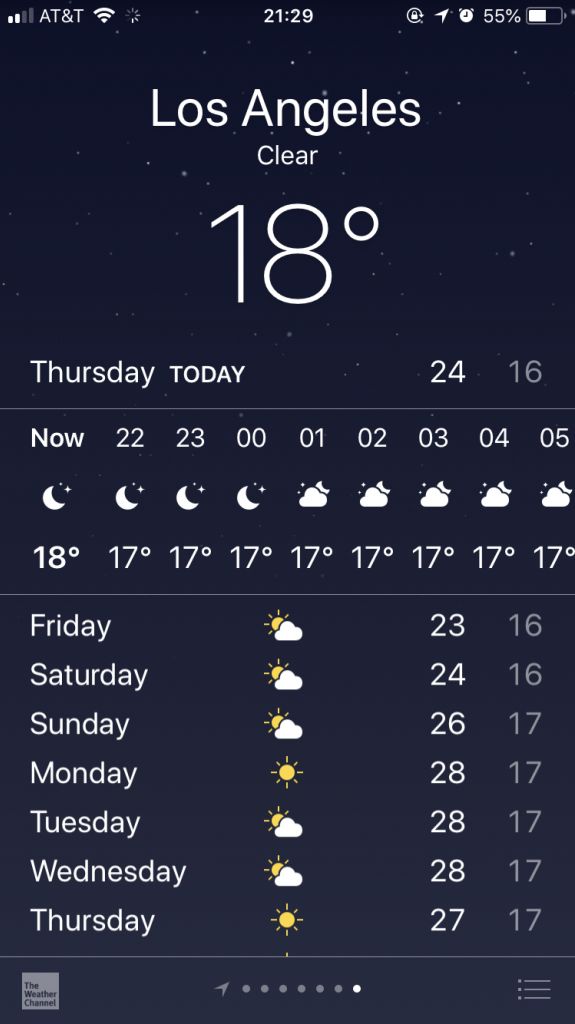 AT&T 21:29 55%
Los Angeles
Clear
18°
Thursday TODAY 24 16
Now 22 23 00 01 02 03 04 05
18° 17° 17° 17° 17° 17° 17° 17° 17°
Friday 23 16
Saturday 24 16
Sunday 26 17
Monday 28 17
Tuesday 28 17
Wednesday 28 17
Thursday 27 17
The
Weather
Channel